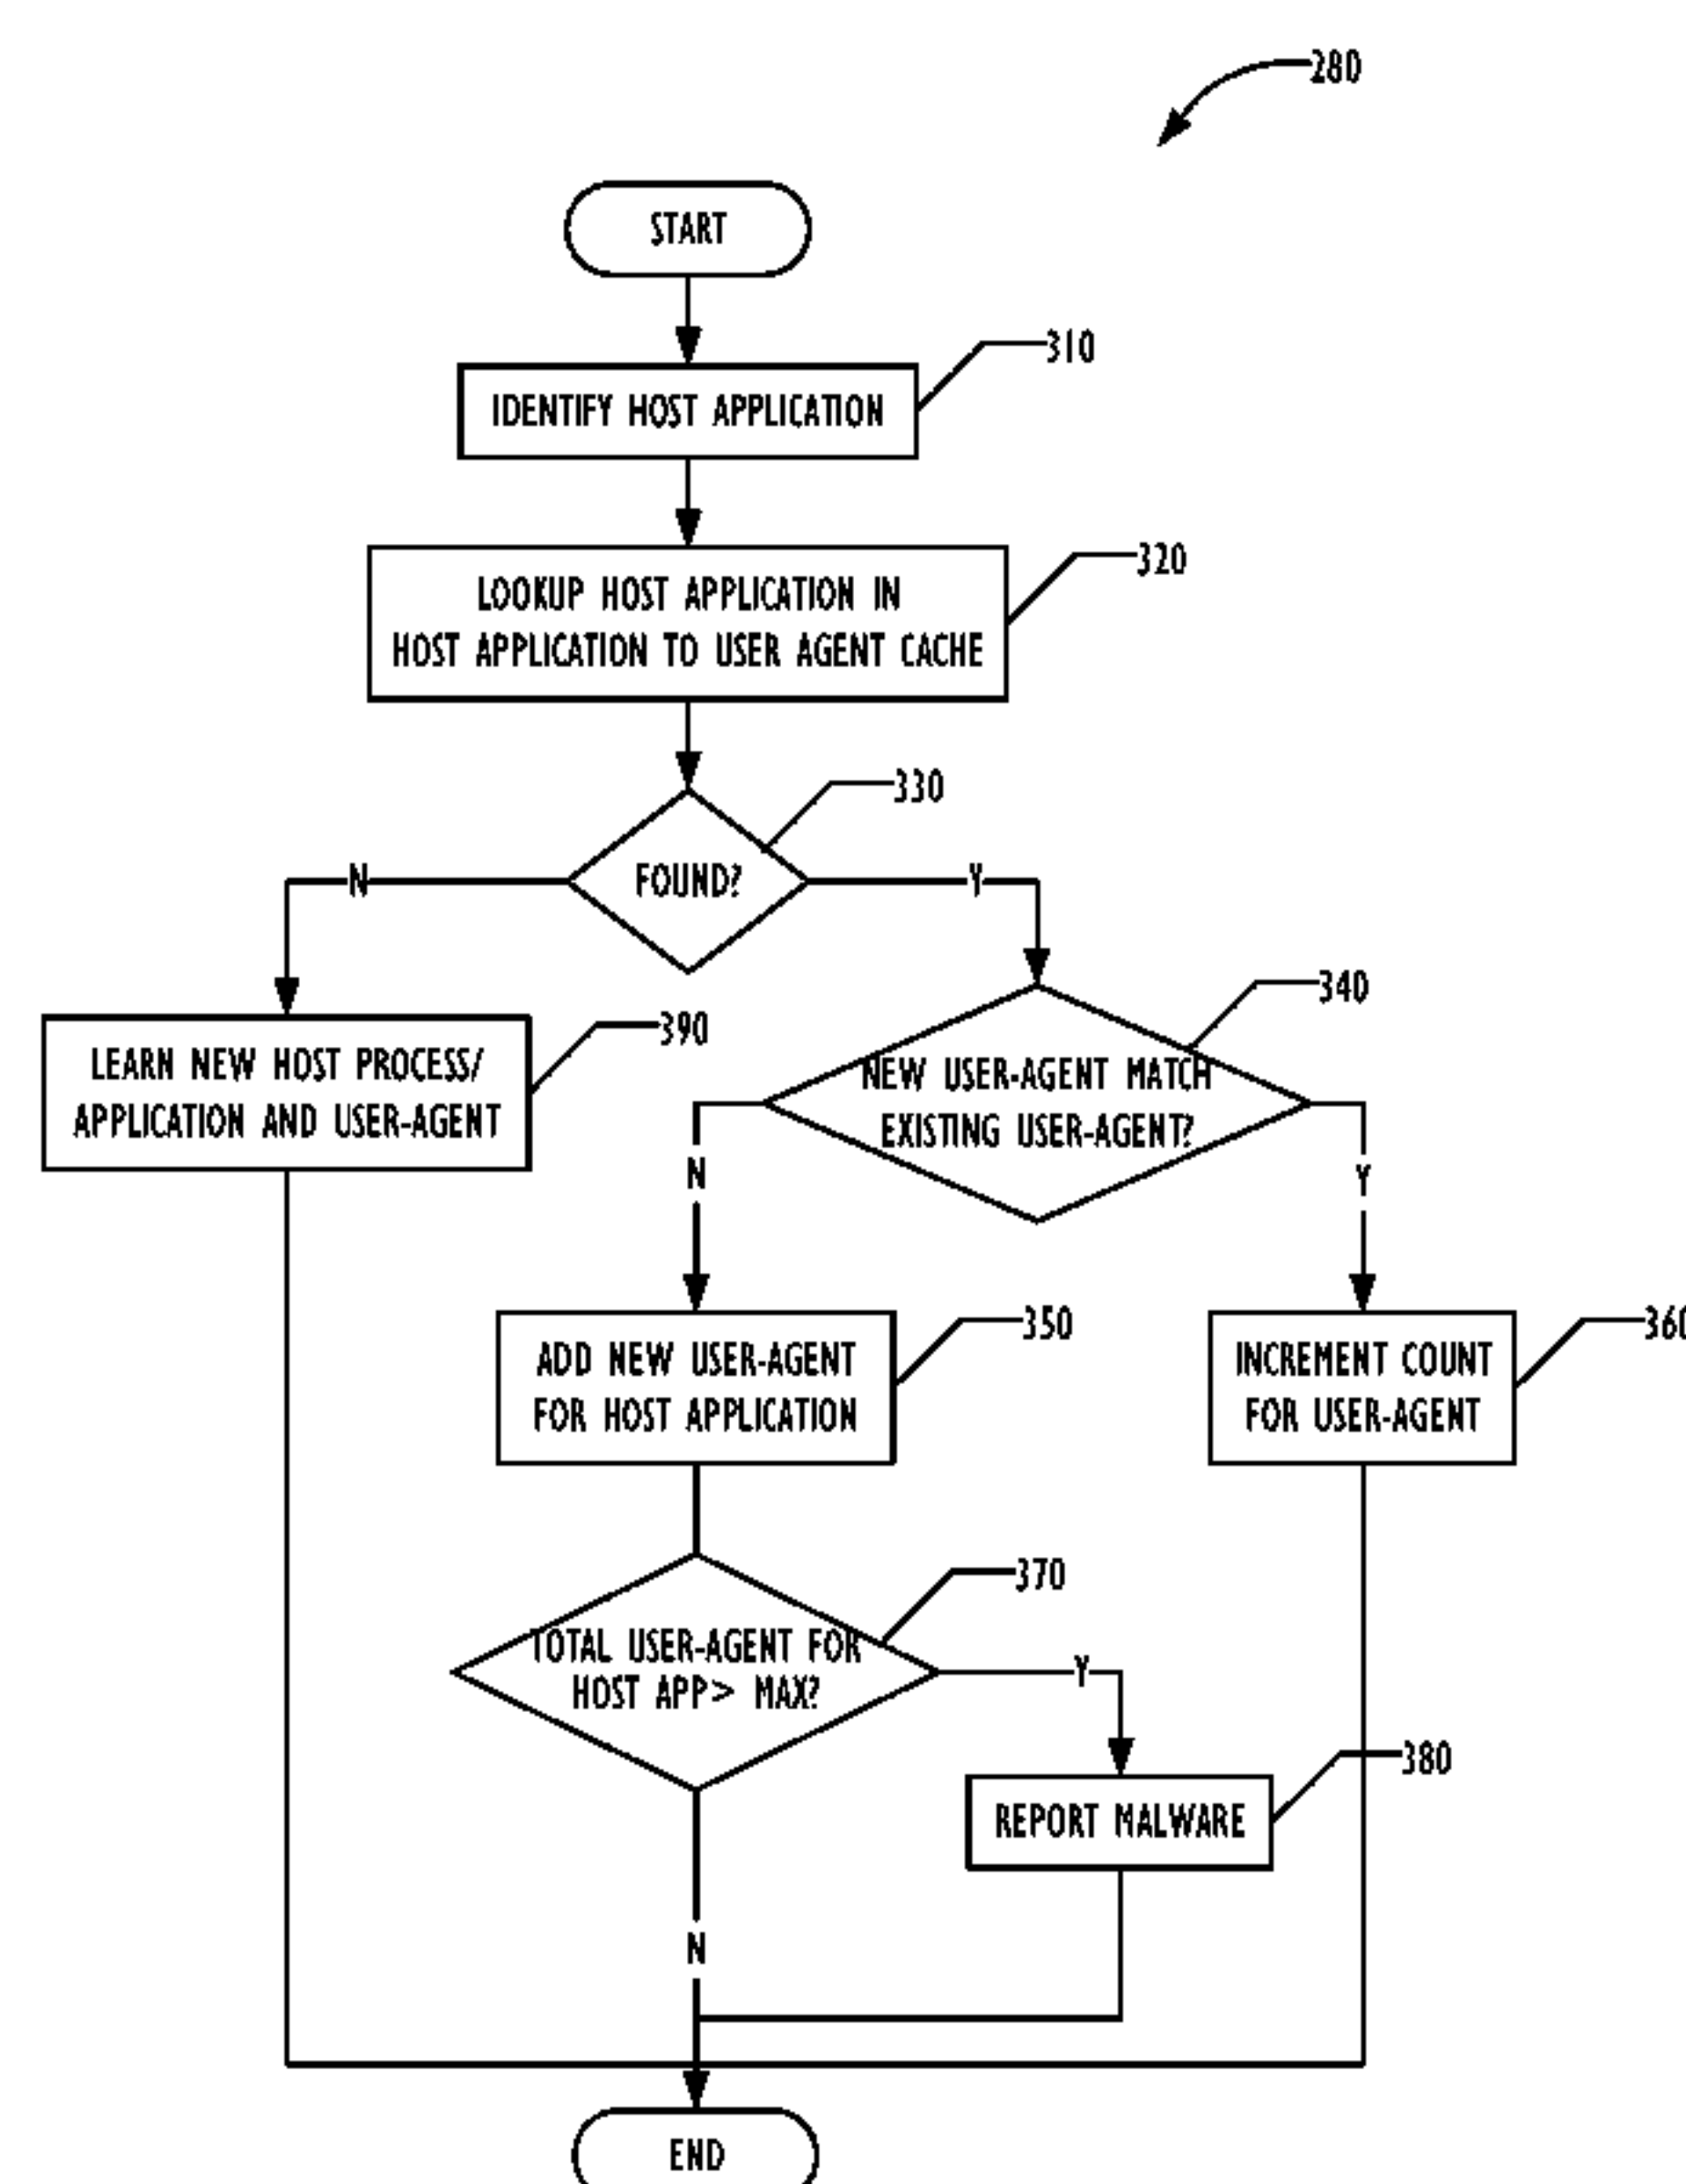 280
START
310
IDENTIFY HOST APPLICATION
320
LOOKUP HOST APPLICATION IN
HOST APPLICATION TO USER AGENT CACHE
330
N
FOUND?
Y
340
390
LEARN NEW HOST PROCESS/
APPLICATION AND USER-AGENT
NEW USER-AGENT MATCH
EXISTING USER-AGENT?
N
Y
350
360
ADD NEW USER-AGENT
FOR HOST APPLICATION
INCREMENT COUNT
FOR USER-AGENT
370
TOTAL USER-AGENT FOR
HOST APP> MAX?
Y
380
REPORT MALWARE
N
END